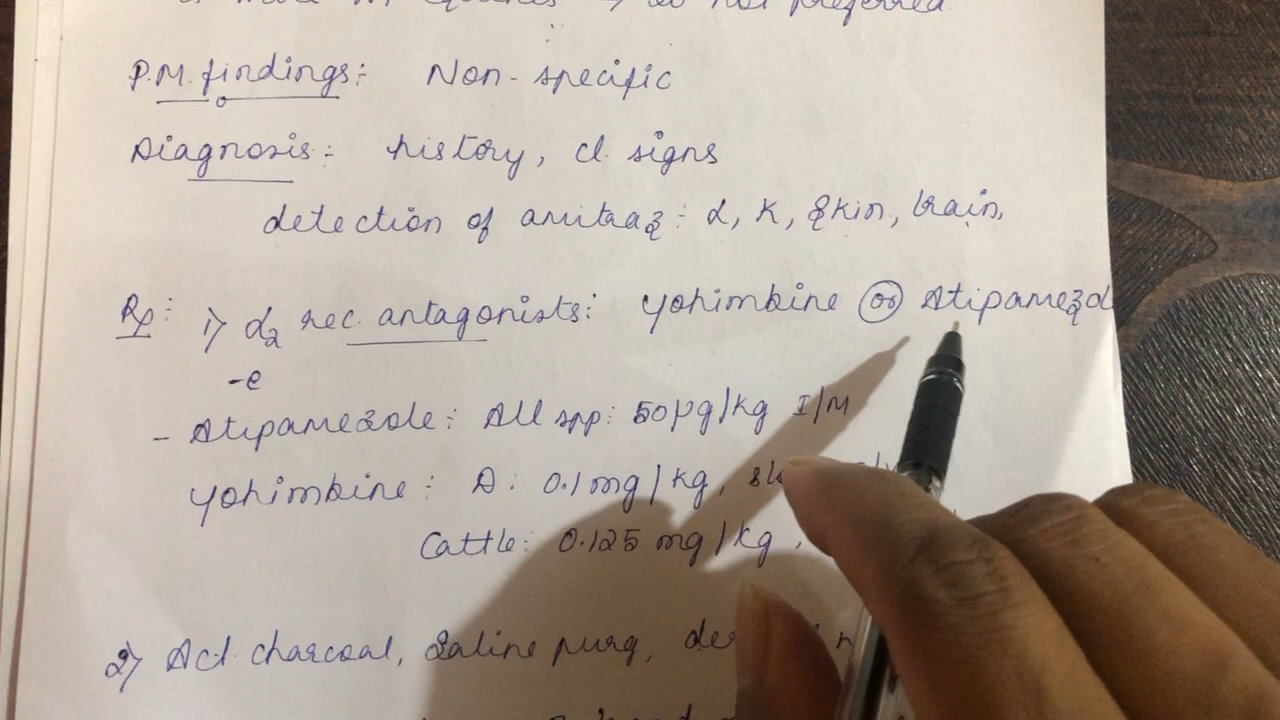 not preferred.
P.M. findings:- Non-specific
Diagnosis:- history, cl. signs
detection of amitraz: L, K, skin, brain,
Rx: 1) α2 rec. antagonists: Yohimbine or Atipamezol
-e
- Atipamezole: All spp: 50μg/kg I/M
Yohimbine: D: 0.1mg/kg,
Cattle: 0.125 mg/kg,
2) Act. charcoal, Saline purg,